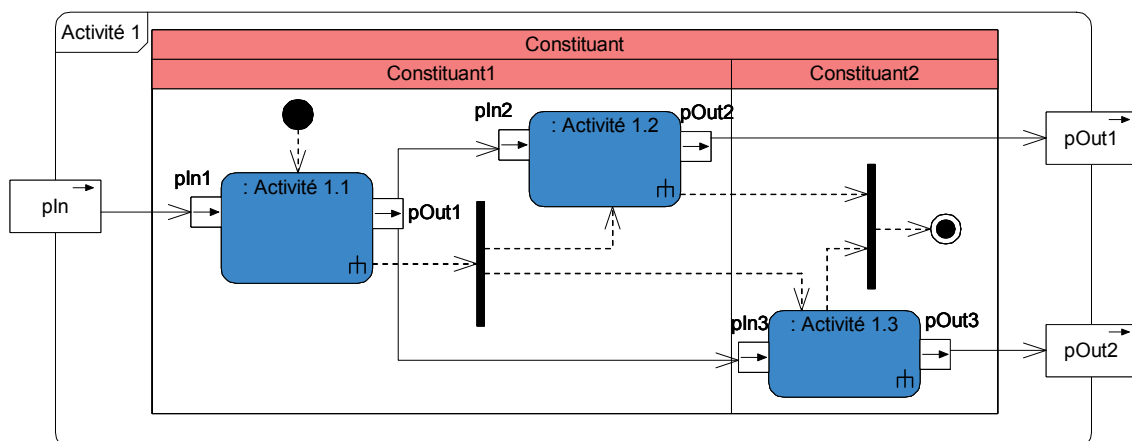 Activité 1
Constituant
Constituant1
Constituant2
pIn2
pOut2
: Activité 1.2
pOut1
pIn1
: Activité 1.1
pIn
pOut1
pIn3
: Activité 1.3
pOut3
pOut2